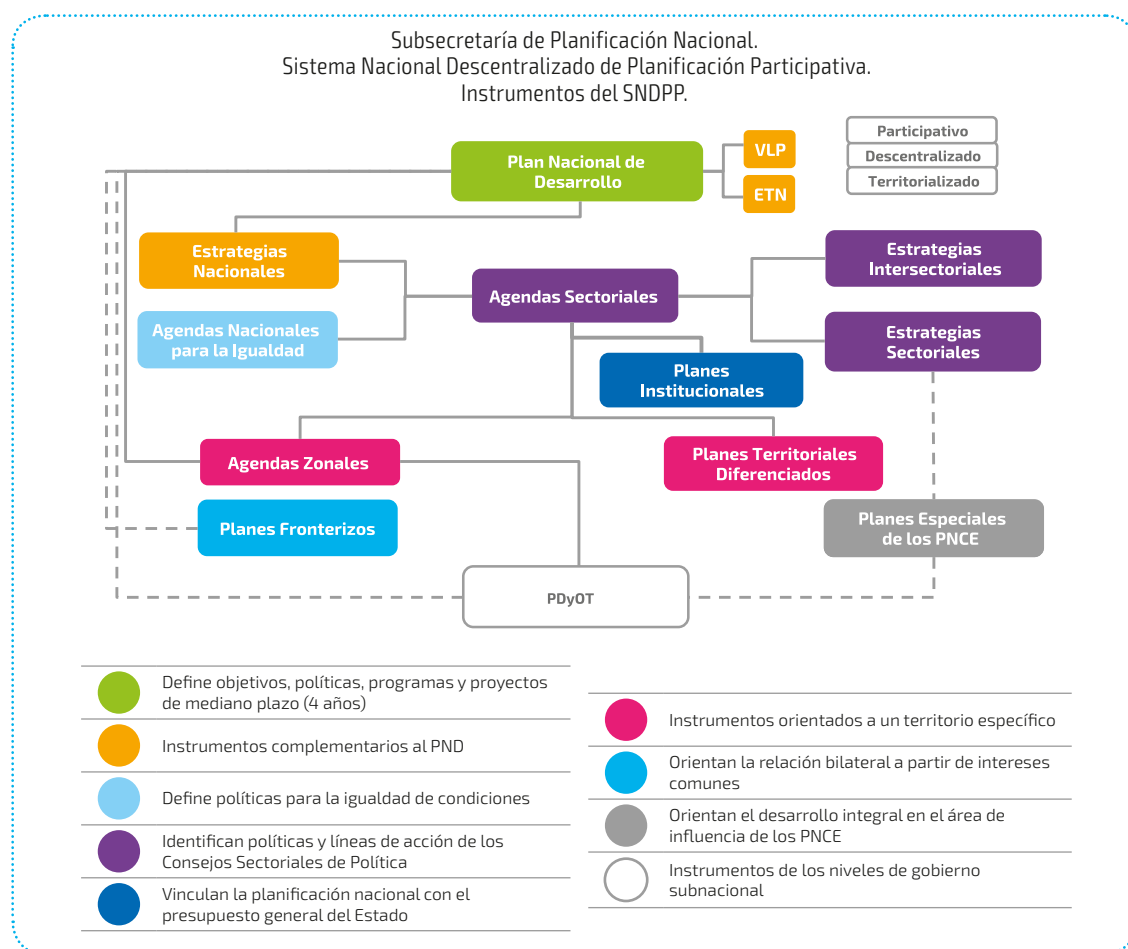 Subsecretaría de Planificación Nacional.
Sistema Nacional Descentralizado de Planificación Participativa.
Instrumentos del SNDPP.
Plan Nacional de
Desarrollo
VLP
ETN
Participativo
Descentralizado
Territorializado
Estrategias
Nacionales
Agendas Nacionales
para la Igualdad
Agendas Sectoriales
Estrategias
Intersectoriales
Estrategias
Sectoriales
Planes
Institucionales
Agendas Zonales
Planes Territoriales
Diferenciados
Planes Fronterizos
Planes Especiales
de los PNCE
PDyOT
Define objetivos, políticas, programas y proyectos
de mediano plazo (4 años)
Instrumentos complementarios al PND
Define políticas para la igualdad de condiciones
Identifican políticas y líneas de acción de los
Consejos Sectoriales de Política
Vinculan la planificación nacional con el
presupuesto general del Estado
Instrumentos orientados a un territorio específico
Orientan la relación bilateral a partir de intereses
comunes
Orientan el desarrollo integral en el área de
influencia de los PNCE
Instrumentos de los niveles de gobierno
subnacional